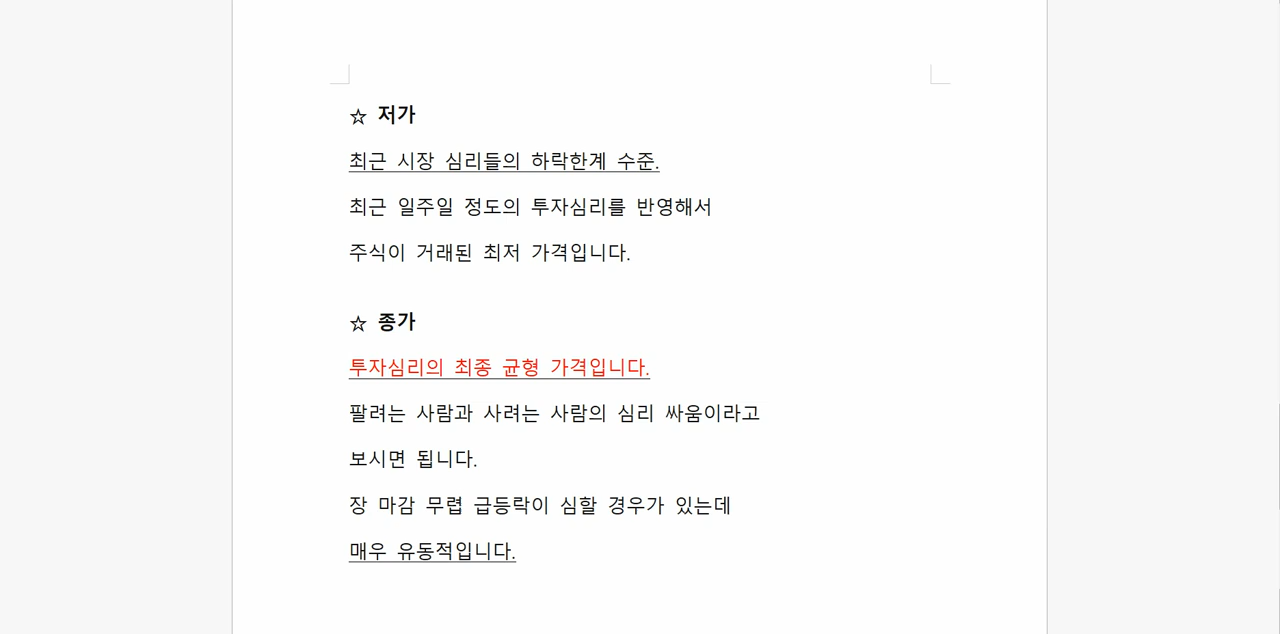 ☆ 저가
최근 시장 심리들의 하락한계 수준.
최근 일주일 정도의 투자심리를 반영해서
주식이 거래된 최저 가격입니다.
☆ 종가
투자심리의 최종 균형 가격입니다.
팔려는 사람과 사려는 사람의 심리 싸움이라고
보시면 됩니다.
장 마감 무렵 급등락이 심할 경우가 있는데
매우 유동적입니다.